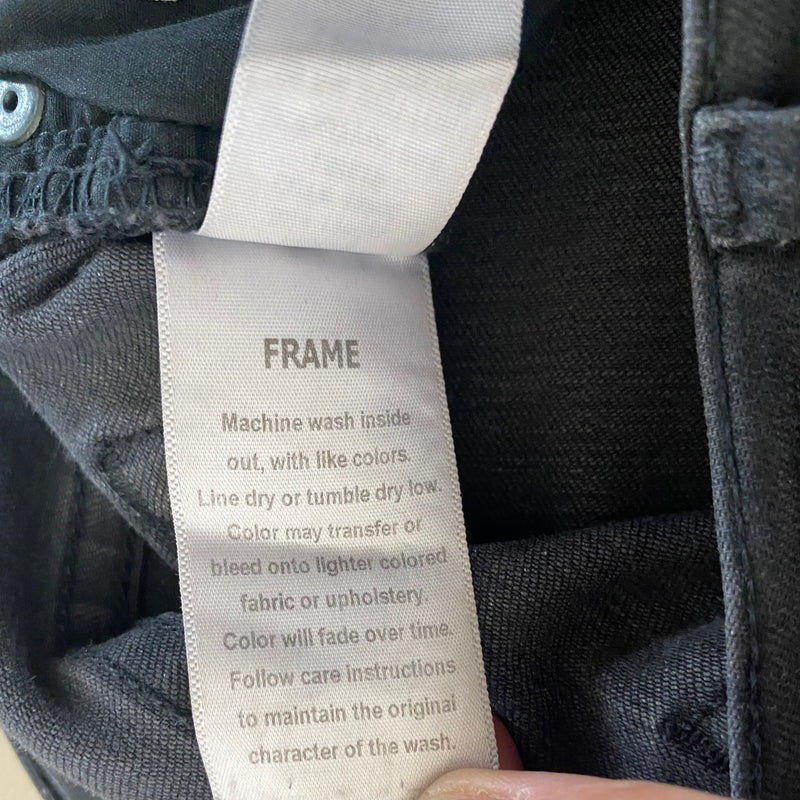 FRAME
Machine wash inside
out, with like colors.
Line dry or tumble dry low.
Color may transfer or
bleed onto lighter colored
fabric or upholstery.
Color will fade over time.
Follow care instructions
to maintain the original
character of the wash.